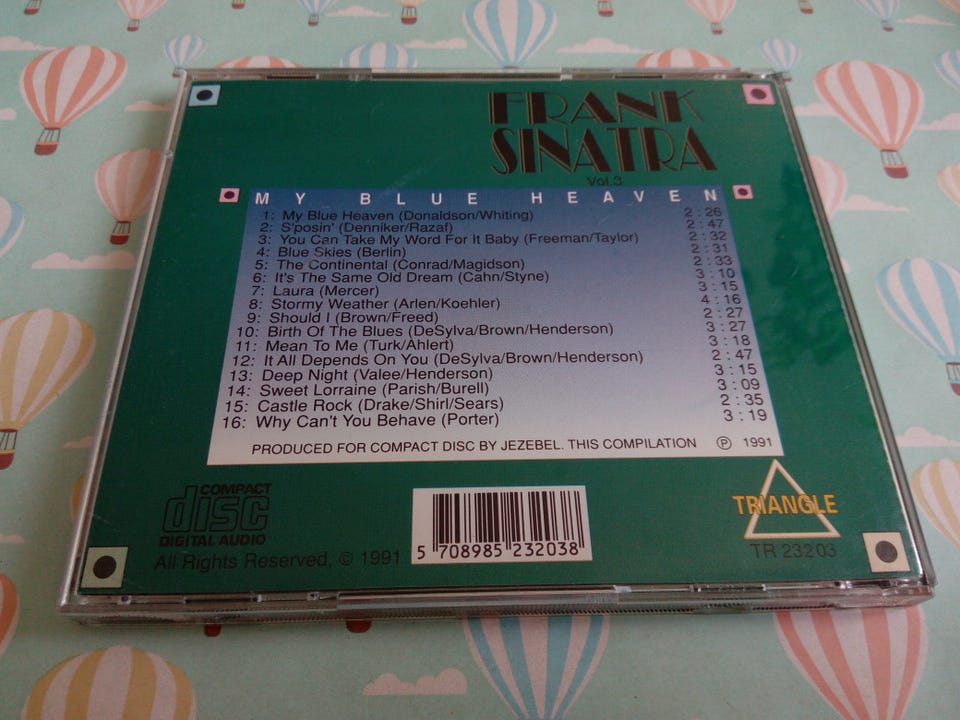 FRANK
SINATRA
Vol.3
MY BLUE HEAVEN
1: My Blue Heaven (Donaldson/Whiting) 2:26
2: S'posin' (Denniker/Razaf) 2:47
3: You Can Take My Word For It Baby (Freeman/Taylor) 2:32
4: Blue Skies (Berlin) 2:31
5: The Continental (Conrad/Magidson) 2:33
6: It's The Same Old Dream (Cahn/Styne) 3:10
7: Laura (Mercer) 3:15
8: Stormy Weather (Arlen/Koehler) 4:16
9: Should I (Brown/Freed) 2:27
10: Birth Of The Blues (DeSylva/Brown/Henderson) 3:27
11: Mean To Me (Turk/Ahlert) 3:18
12: It All Depends On You (DeSylva/Brown/Henderson) 2:47
13: Deep Night (Valee/Henderson) 3:15
14: Sweet Lorraine (Parish/Burell) 3:09
15: Castle Rock (Drake/Shirl/Sears) 2:35
16: Why Can't You Behave (Porter) 3:19
PRODUCED FOR COMPACT DISC BY JEZEBEL. THIS COMPILATION ℗ 1991
COMPACT
disc
DIGITAL AUDIO
All Rights Reserved, © 1991
5 708985 232038
TRIANGLE
TR 23203